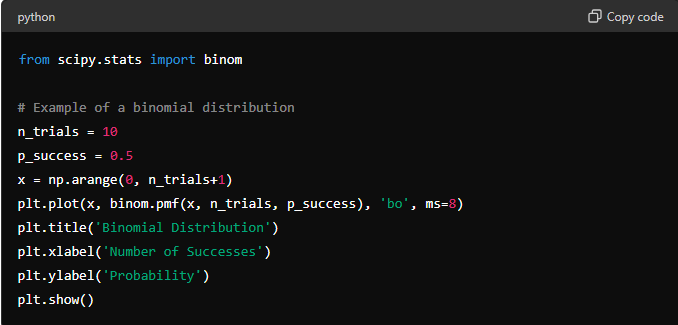 python
Copy code
from scipy.stats import binom
# Example of a binomial distribution
n_trials = 10
p_success = 0.5
x = np.arange(0, n_trials+1)
plt.plot(x, binom.pmf(x, n_trials, p_success), 'bo', ms=8)
plt.title('Binomial Distribution')
plt.xlabel('Number of Successes')
plt.ylabel('Probability')
plt.show()